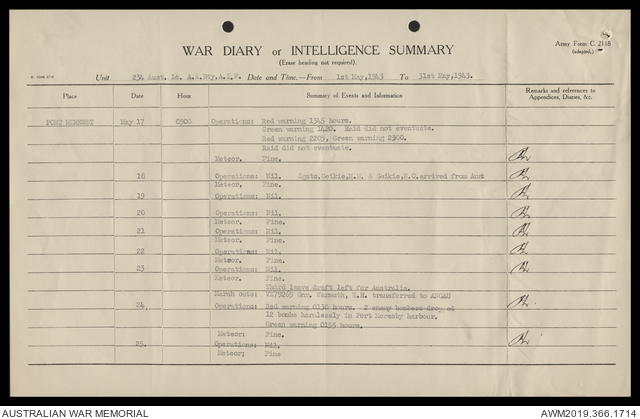 WAR DIARY or INTELLIGENCE SUMMARY
(Erase heading not required).
Army Form C. 2118
(adapted).
Unit 234 Aust. Lt. A.A.Bty.A.I.F. Date and Time.—From 1st May,1943 To 31st May,1943.
Place Date Hour Summary of Events and Information Remarks and references to Appendices, Diaries, &c.
PORT MORESBY May 17 0900 Operations: Red warning 1345 hours.
Green warning 1420. Raid did not eventuate.
Red warning 2205, Green warning 2300.
Raid did not eventuate.
Meteor. Fine.
18 Operations: Nil. Sgnts. Geikie,M.M. & Geikie,N.C. arrived from Aust
Meteor. Fine.
19 Operations: Nil.
Meteor. Fine.
20 Operations: Nil.
Meteor. Fine.
21 Operations: Nil.
Meteor. Fine.
22 Operations: Nil.
Meteor. Fine.
23 Operations: Nil.
Meteor. Fine.
Third leave draft left for Australia.
Marsh outs: Gnr. W.H. transferred to ANGAU
24. Operations: Red warning 0130 hours. 2 enemy bombers drop ed
12 bombs harmlessly in Port Moresby harbour.
Green warning 0155 hours.
Meteor: Fine.
25. Operations: Nil.
Meteor; Fine
AUSTRALIAN WAR MEMORIAL AWM2019.366.1714